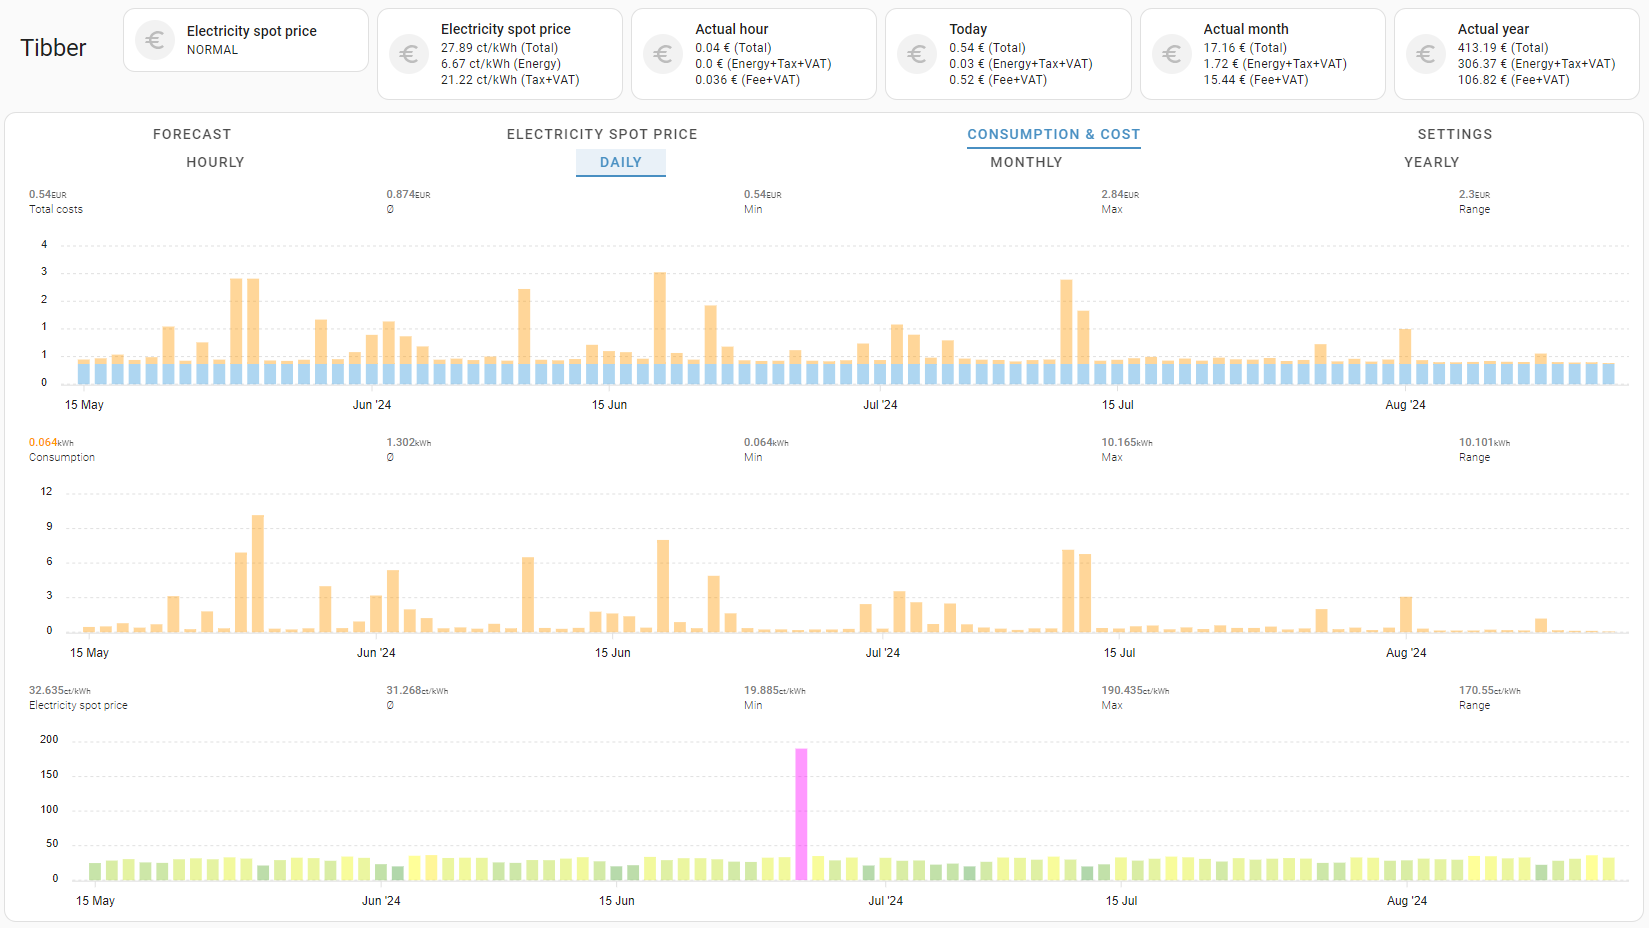 Tibber
Electricity spot price
NORMAL
Electricity spot price
27.89 ct/kWh (Total)
6.67 ct/kWh (Energy)
21.22 ct/kWh (Tax+VAT)
Actual hour
0.04 € (Total)
0.0 € (Energy+Tax+VAT)
0.036 € (Fee+VAT)
Today
0.54 € (Total)
0.03 € (Energy+Tax+VAT)
0.52 € (Fee+VAT)
Actual month
17.16 € (Total)
1.72 € (Energy+Tax+VAT)
15.44 € (Fee+VAT)
Actual year
413.19 € (Total)
306.37 € (Energy+Tax+VAT)
106.82 € (Fee+VAT)
FORECAST ELECTRICITY SPOT PRICE CONSUMPTION & COST SETTINGS
HOURLY DAILY MONTHLY YEARLY
0.54EUR 0.874EUR 0.54EUR 2.84EUR 2.3EUR
Total costs Ø Min Max Range
4
3
2
1
1
0
15 May Jun '24 15 Jun Jul '24 15 Jul Aug '24
0.064kWh 1.302kWh 0.064kWh 10.165kWh 10.101kWh
Consumption Ø Min Max Range
12
9
6
3
0
15 May Jun '24 15 Jun Jul '24 15 Jul Aug '24
32.635ct/kWh 31.268ct/kWh 19.885ct/kWh 190.435ct/kWh 170.55ct/kWh
Electricity spot price Ø Min Max Range
200
150
100
50
0
15 May Jun '24 15 Jun Jul '24 15 Jul Aug '24